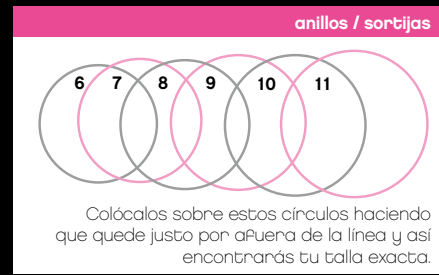 anillos / sortijas
6 7 8 9 10 11
Colócalos sobre estos círculos haciendo
que quede justo por afuera de la línea y así
encontrarás tu talla exacta.